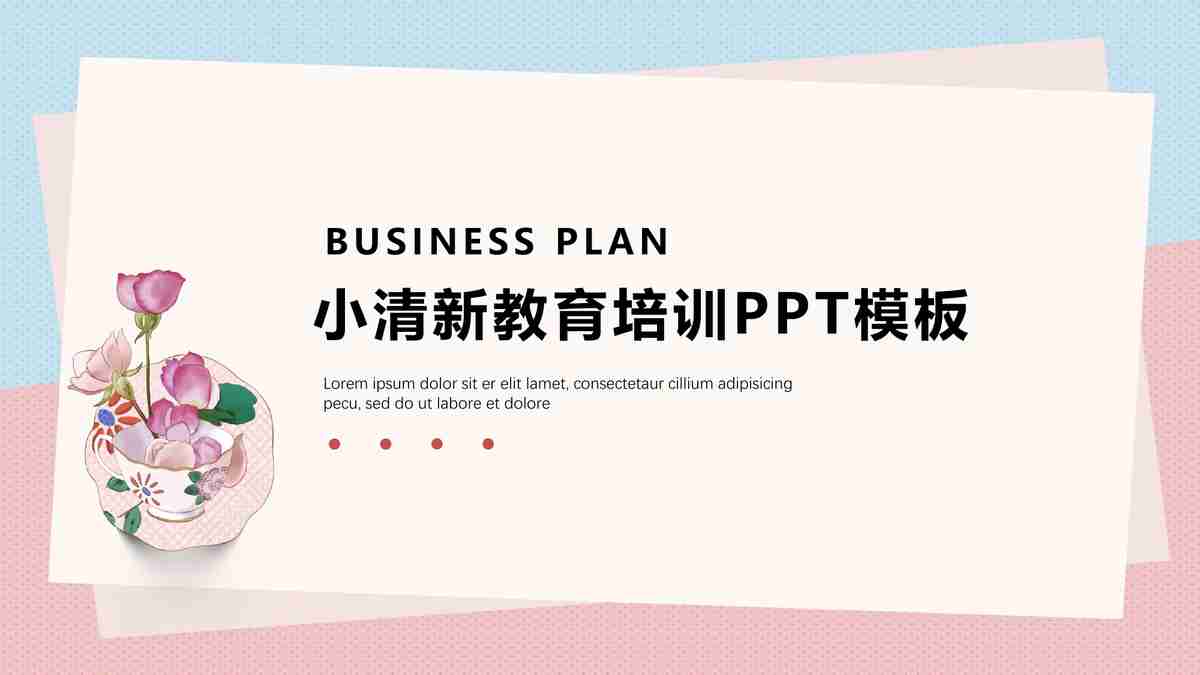 BUSINESS PLAN
小清新教育培训PPT模板
Lorem ipsum dolor sit er elit lamet, consectetaur cillium adipisicing
pecu, sed do ut labore et dolore